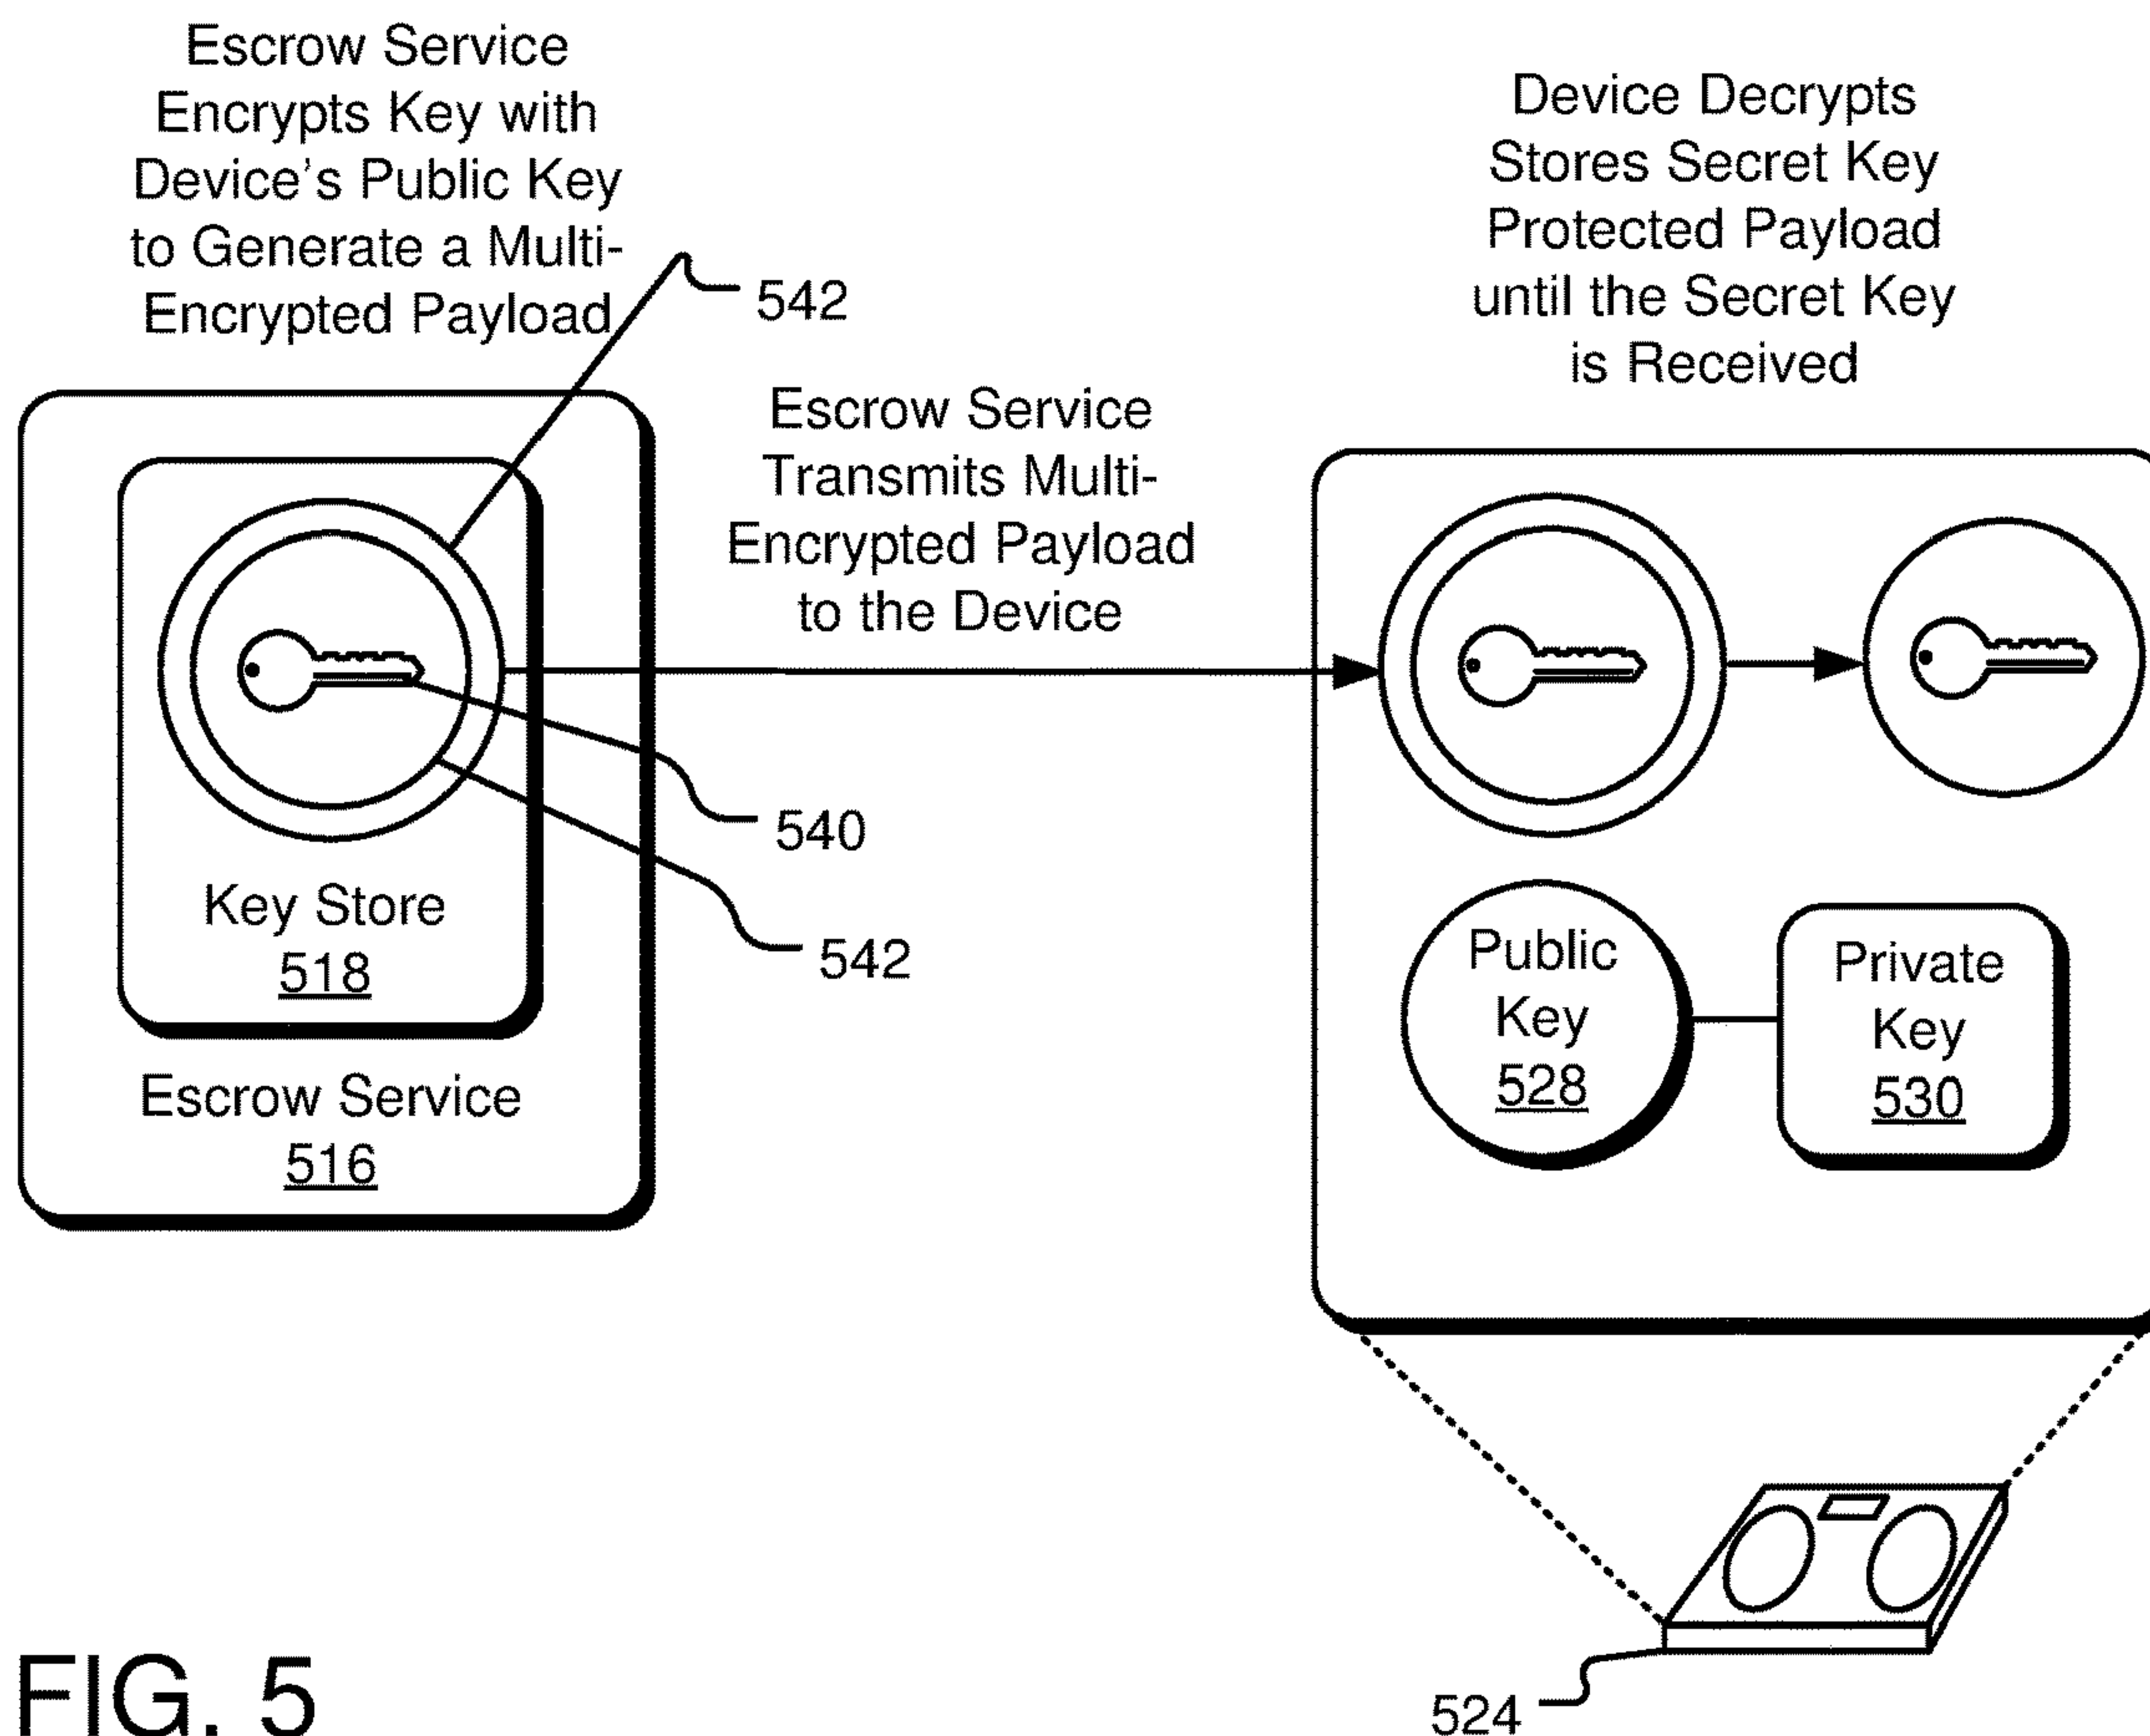 Escrow Service
Encrypts Key with
Device's Public Key
to Generate a Multi-
Encrypted Payload
542
Device Decrypts
Stores Secret Key
Protected Payload
until the Secret Key
is Received
Escrow Service
Transmits Multi-
Encrypted Payload
to the Device
540
542
Key Store
518
Escrow Service
516
Public
Key
528
Private
Key
530
524
FIG. 5